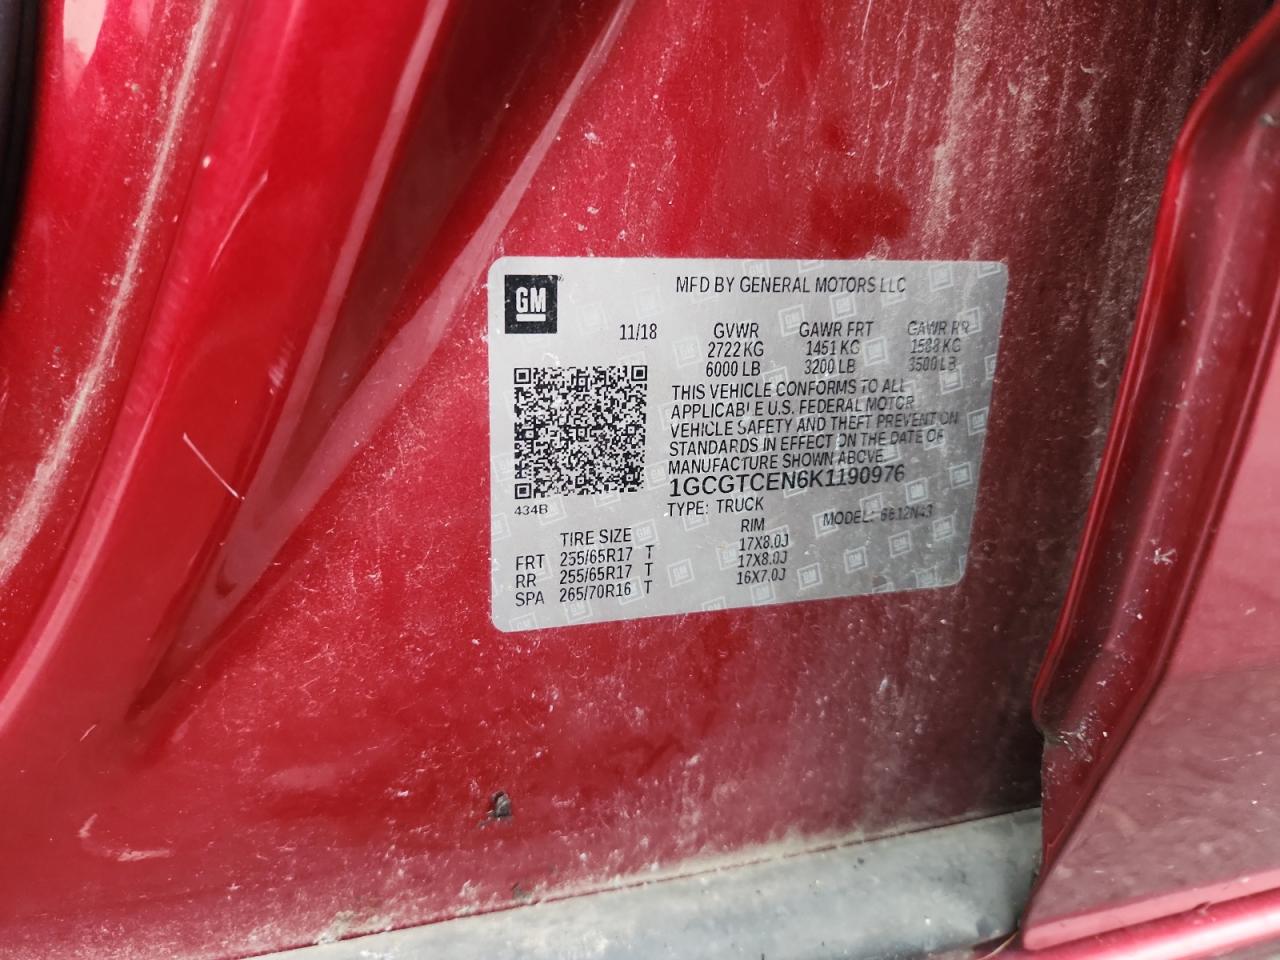 MFD BY GENERAL MOTORS LLC
GM
11/18 GVWR GAWR FRT GAWR RR
2722 KG 1451 KG 1588 KG
6000 LB 3200 LB 3500 LB
THIS VEHICLE CONFORMS TO ALL
APPLICABLE U.S. FEDERAL MOTOR
VEHICLE SAFETY AND THEFT PREVENTION
STANDARDS IN EFFECT ON THE DATE OF
MANUFACTURE SHOWN ABOVE.
1GCGTCEN6K1190976
434B
TYPE: TRUCK MODEL:
TIRE SIZE RIM
FRT 255/65R17 T 17X8.0J
RR 255/65R17 T 17X8.0J
SPA 265/70R16 T 16X7.0J